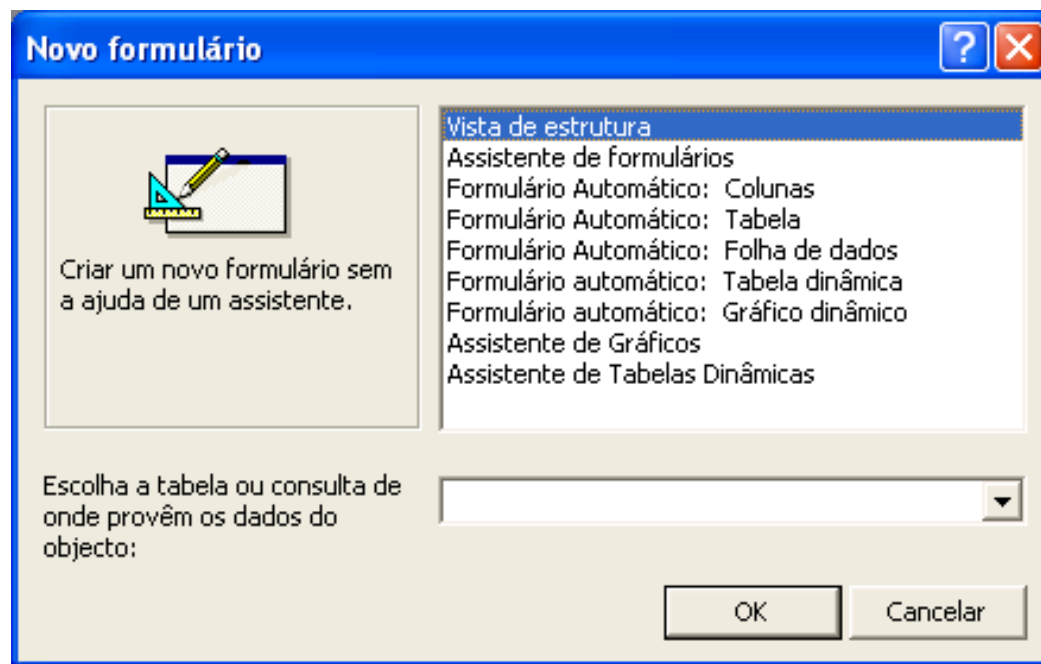 Novo formulário
Criar um novo formulário sem
a ajuda de um assistente.
Vista de estrutura
Assistente de formulários
Formulário Automático:  Colunas
Formulário Automático:  Tabela
Formulário Automático:  Folha de dados
Formulário automático:  Tabela dinâmica
Formulário automático:  Gráfico dinâmico
Assistente de Gráficos
Assistente de Tabelas Dinâmicas
Escolha a tabela ou consulta de
onde provêm os dados do
objecto:
OK
Cancelar